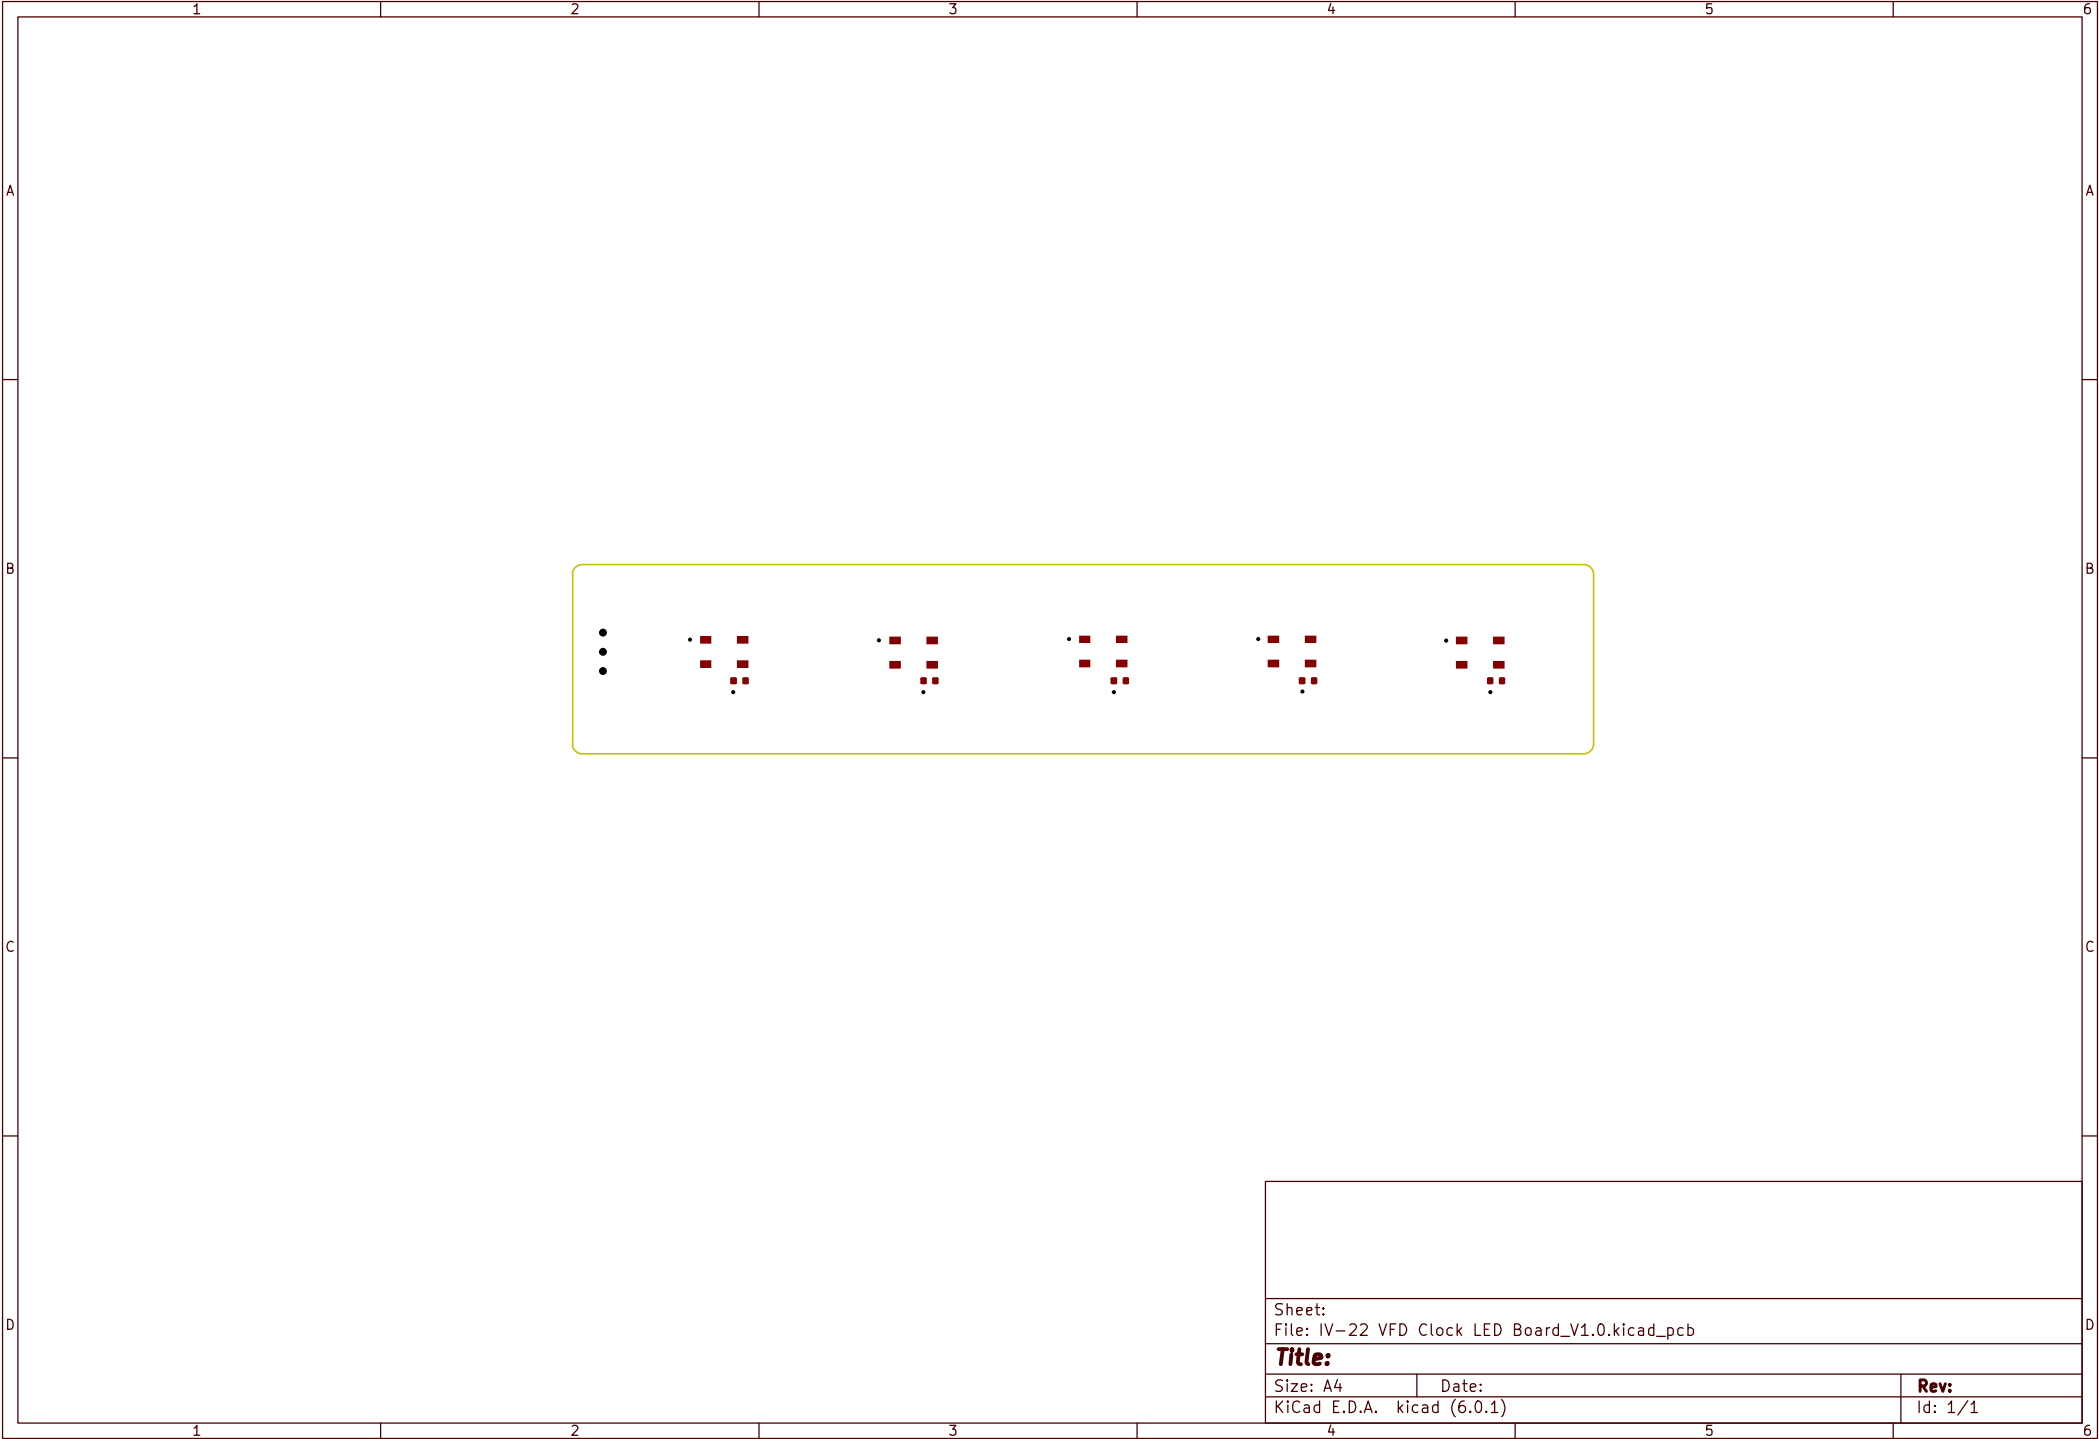 1 2 3 4 5 6
A A
B B
C C
D D
Sheet:
File: IV-22 VFD Clock LED Board_V1.0.kicad_pcb
Title:
Size: A4 Date: Rev:
KiCad E.D.A. kicad (6.0.1) Id: 1/1
1 2 3 4 5 6